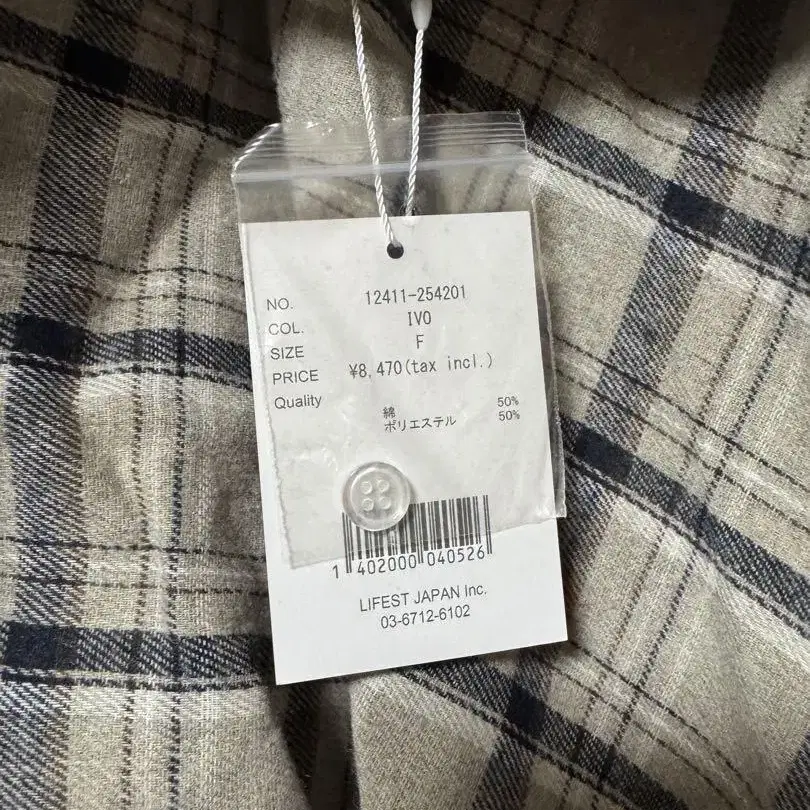 NO. 12411-254201
COL. IVO
SIZE F
PRICE ¥8,470(tax incl.)
Quality
綿 50%
ポリエステル 50%
1 402000 040526
LIFEST JAPAN Inc.
03-6712-6102